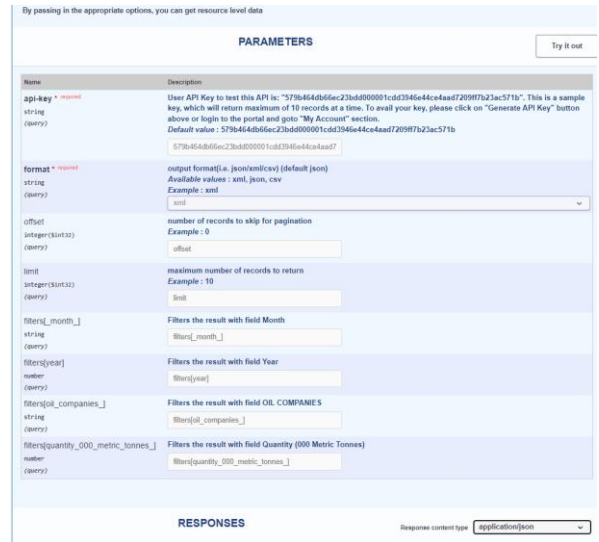 By passing in the appropriate options, you can get resource level data
PARAMETERS
Try it out
Name Description
api-key * required
string
(query)
User API Key to test this API is: "579b464db66ec23bdd000001cdd3946e44ce4aad7209ff7b23ac571b". This is a sample
key, which will return maximum of 10 records at a time. To avail your key, please click on "Generate API Key" button
above or login to the portal and goto "My Account" section.
Default value : 579b464db66ec23bdd000001cdd3946e44ce4aad7209ff7b23ac571b
579b464db66ec23bdd000001cdd3946e44ce4aad7
format * required
string
(query)
output format(i.e. json/xml/csv) (default json)
Available values : xml, json, csv
Example : xml
xml
offset
integer($int32)
(query)
number of records to skip for pagination
Example : 0
offset
limit
integer($int32)
(query)
maximum number of records to return
Example : 10
limit
filters[_month_]
string
(query)
Filters the result with field Month
filters[_month_]
filters[year]
number
(query)
Filters the result with field Year
filters[year]
filters[oil_companies_]
string
(query)
Filters the result with field OIL COMPANIES
filters[oil_companies_]
filters[quantity_000_metric_tonnes_]
number
(query)
Filters the result with field Quantity (000 Metric Tonnes)
filters[quantity_000_metric_tonnes_]
RESPONSES
Response content type application/json